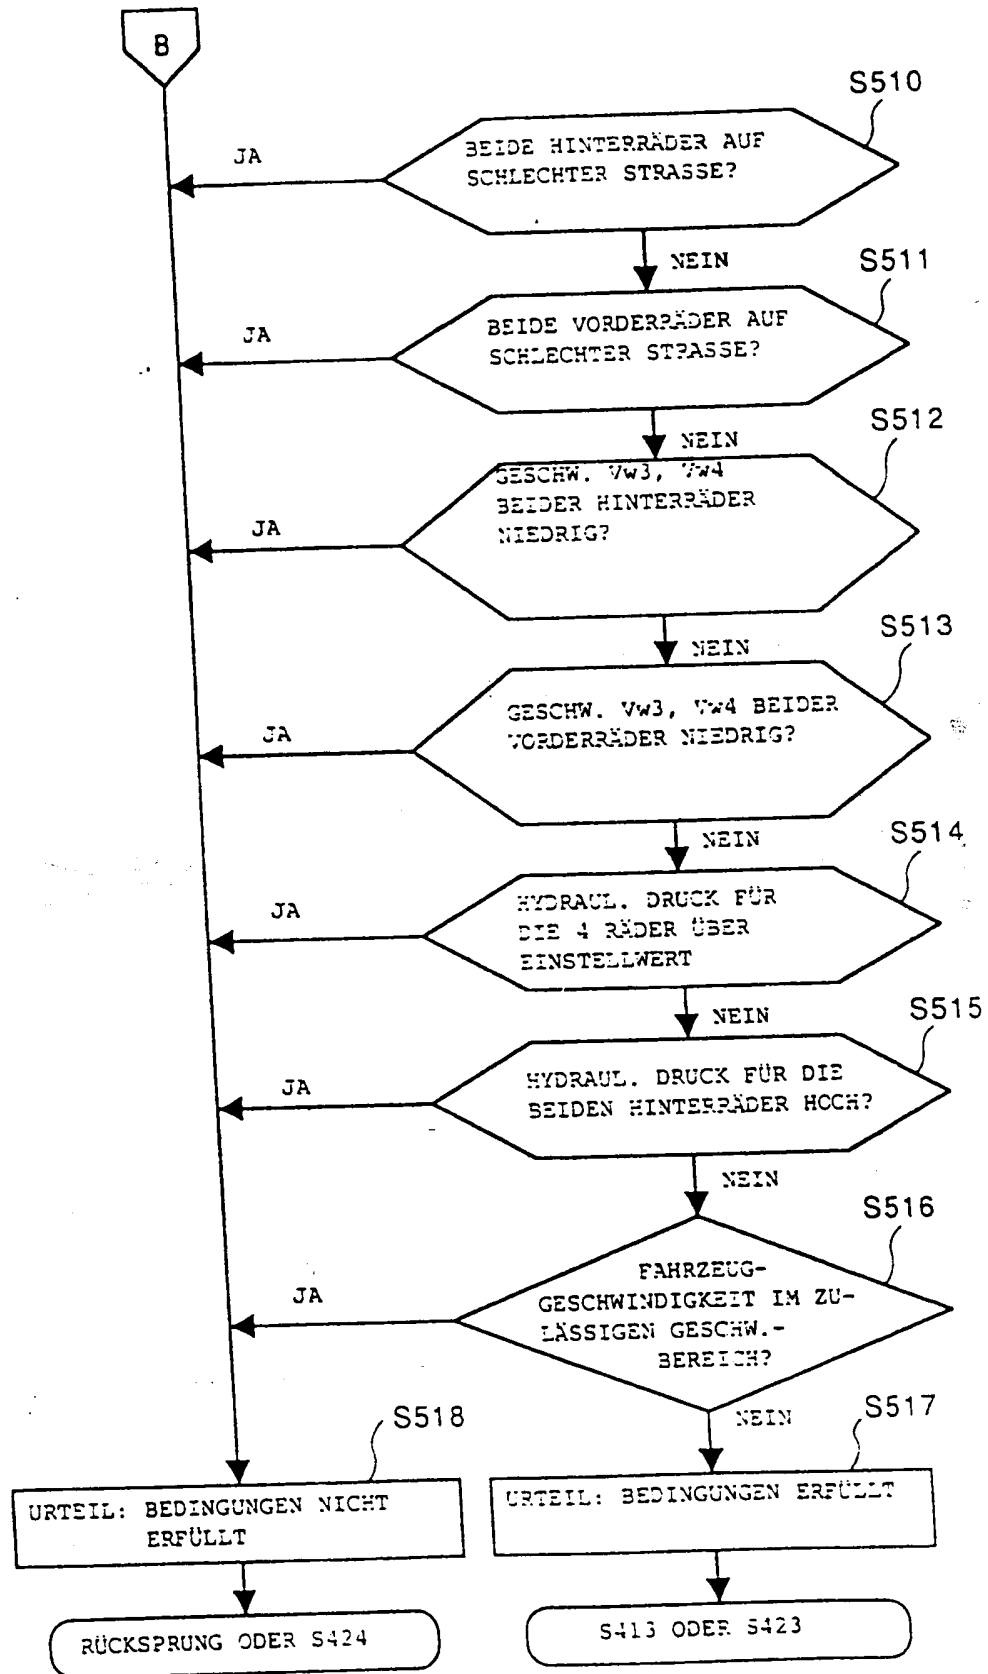 B
S510
BEIDE HINTERRÄDER AUF
SCHLECHTER STRASSE?
JA
NEIN
S511
BEIDE VORDERRÄDER AUF
SCHLECHTER STRASSE?
JA
NEIN
S512
GESCHW. Vw3, Vw4
BEIDER HINTERRÄDER
NIEDRIG?
JA
NEIN
S513
GESCHW. Vw3, Vw4 BEIDER
VORDERRÄDER NIEDRIG?
JA
NEIN
S514
HYDRAUL. DRUCK FÜR
DIE 4 RÄDER ÜBER
EINSTELLWERT
JA
NEIN
S515
HYDRAUL. DRUCK FÜR DIE
BEIDEN HINTERRÄDER HOCH?
JA
NEIN
S516
FAHRZEUG-
GESCHWINDIGKEIT IM ZU-
LÄSSIGEN GESCHW.-
BEREICH?
JA
NEIN
S518
S517
URTEIL: BEDINGUNGEN NICHT
ERFÜLLT
URTEIL: BEDINGUNGEN ERFÜLLT
RÜCKSPRUNG ODER S424
S413 ODER S423